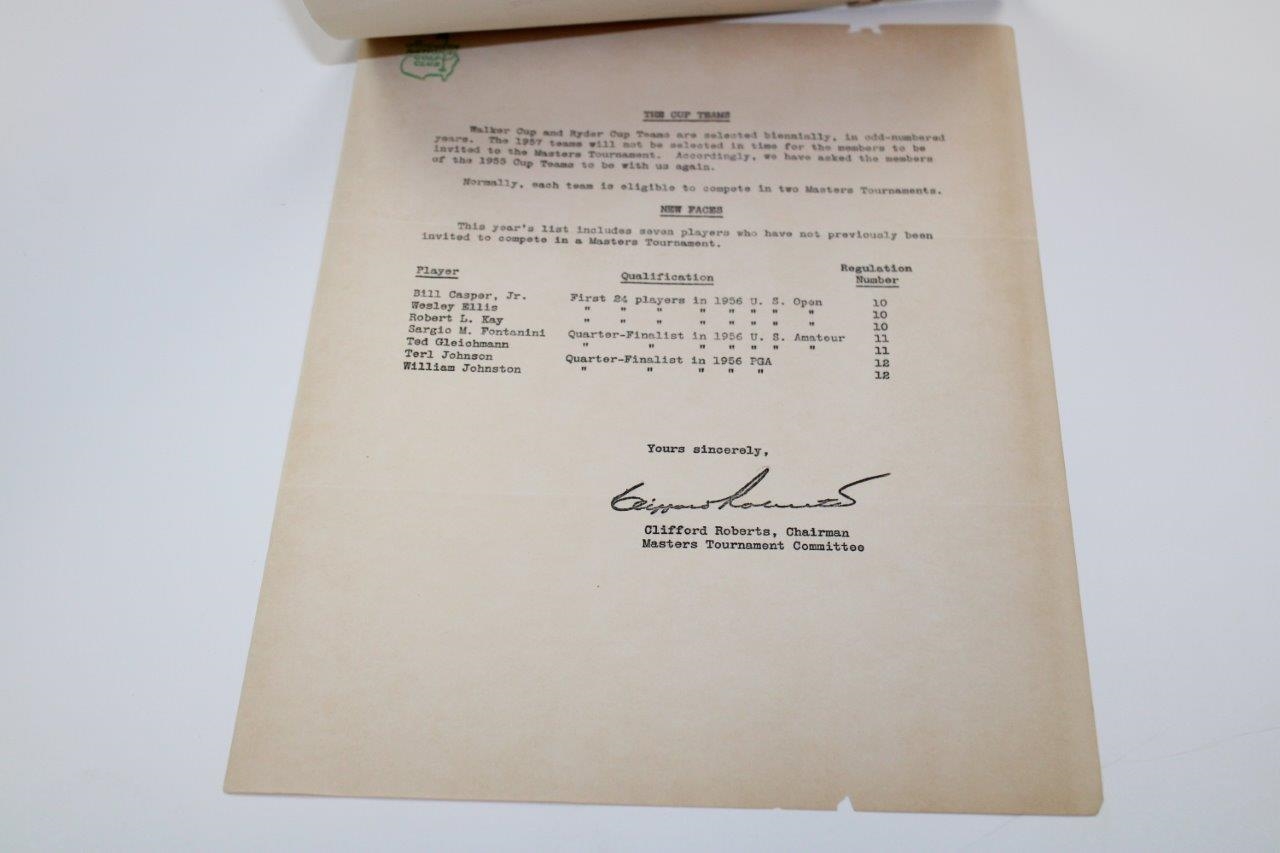 GOLF
CLUB
THE CUP TEAMS
Walker Cup and Ryder Cup Teams are selected biennially, in odd-numbered
years. The 1957 teams will not be selected in time for the members to be
invited to the Masters Tournament. Accordingly, we have asked the members
of the 1955 Cup Teams to be with us again.
Normally, each team is eligible to compete in two Masters Tournaments.
NEW FACES
This year's list includes seven players who have not previously been
invited to compete in a Masters Tournament.
Player Qualification Regulation Number
Bill Casper, Jr. First 24 players in 1956 U. S. Open 10
Wesley Ellis " " " " " " " " 10
Robert L. Kay " " " " " " " " 10
Sargio M. Fontanini Quarter-Finalist in 1956 U. S. Amateur 11
Ted Gleichmann " " " " " " " 11
Terl Johnson Quarter-Finalist in 1956 PGA 12
William Johnston " " " " " 12
Yours sincerely,
Clifford Roberts
Clifford Roberts, Chairman
Masters Tournament Committee